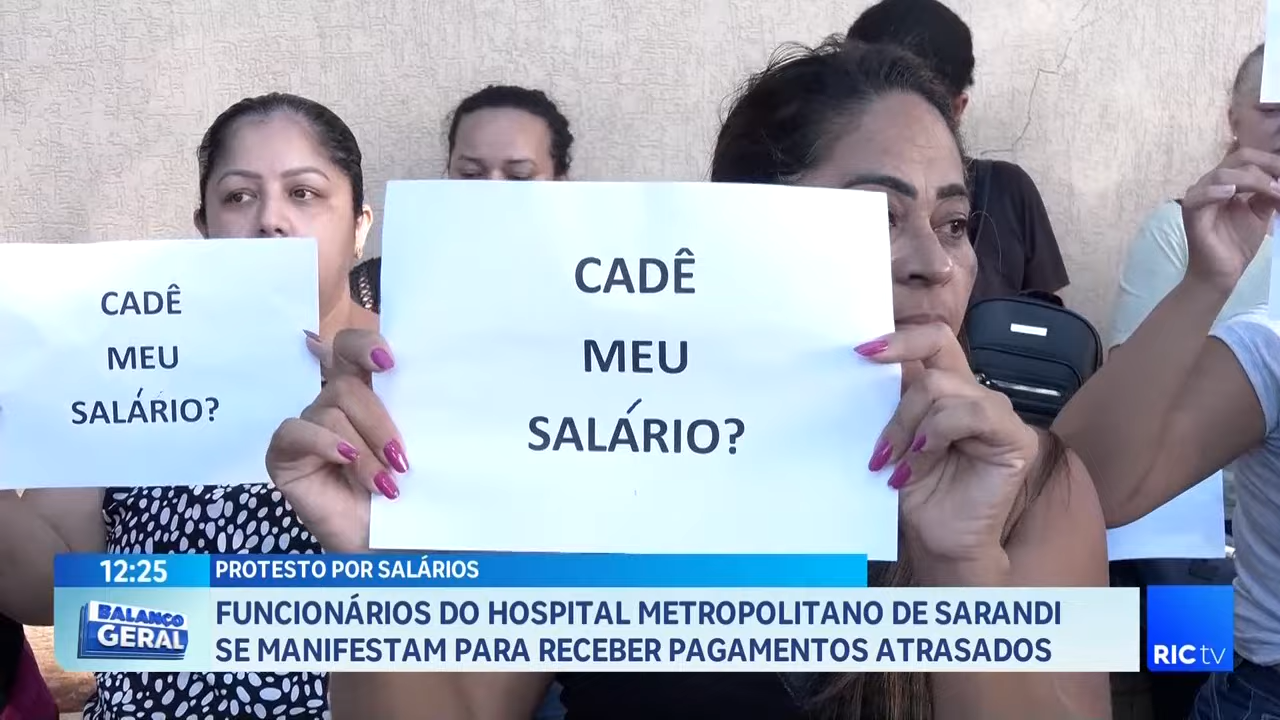 CADÊ
MEU
SALÁRIO?
CADÊ
MEU
SALÁRIO?
12:25
PROTESTO POR SALÁRIOS
BALANÇO
GERAL
FUNCIONÁRIOS DO HOSPITAL METROPOLITANO DE SARANDI
SE MANIFESTAM PARA RECEBER PAGAMENTOS ATRASADOS
RICtv